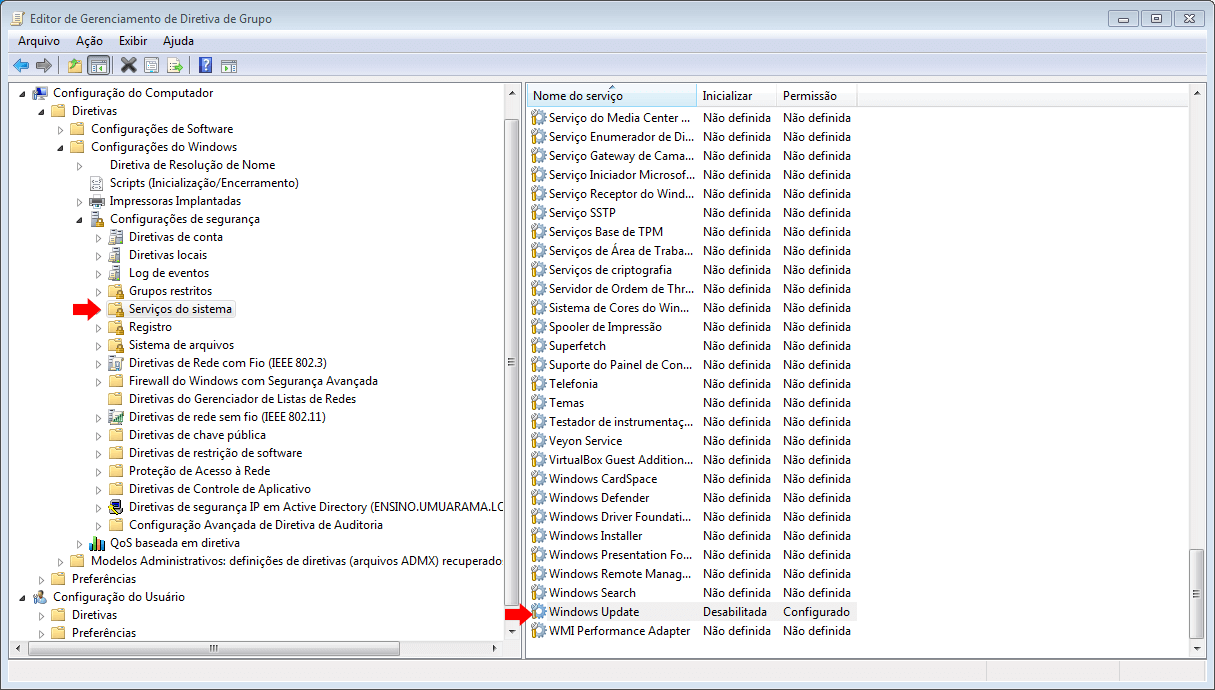 Editor de Gerenciamento de Diretiva de Grupo
Arquivo Ação Exibir Ajuda
Configuração do Computador
Diretivas
Configurações de Software
Configurações do Windows
Diretiva de Resolução de Nome
Scripts (Inicialização/Encerramento)
Impressoras Implantadas
Configurações de segurança
Diretivas de conta
Diretivas locais
Log de eventos
Grupos restritos
Serviços do sistema
Registro
Sistema de arquivos
Diretivas de Rede com Fio (IEEE 802.3)
Firewall do Windows com Segurança Avançada
Diretivas do Gerenciador de Listas de Redes
Diretivas de rede sem fio (IEEE 802.11)
Diretivas de chave pública
Diretivas de restrição de software
Proteção de Acesso à Rede
Diretivas de Controle de Aplicativo
Diretivas de segurança IP em Active Directory (ENSINO.UMUARAMA.LO
Configuração Avançada de Diretiva de Auditoria
QoS baseada em diretiva
Modelos Administrativos: definições de diretivas (arquivos ADMX) recuperados
Preferências
Configuração do Usuário
Diretivas
Preferências
Nome do serviço Inicializar Permissão
Serviço do Media Center ... Não definida Não definida
Serviço Enumerador de Di... Não definida Não definida
Serviço Gateway de Cama... Não definida Não definida
Serviço Iniciador Microsof... Não definida Não definida
Serviço Receptor do Wind... Não definida Não definida
Serviço SSTP Não definida Não definida
Serviços Base de TPM Não definida Não definida
Serviços de Área de Traba... Não definida Não definida
Serviços de criptografia Não definida Não definida
Servidor de Ordem de Thr... Não definida Não definida
Sistema de Cores do Win... Não definida Não definida
Spooler de Impressão Não definida Não definida
Superfetch Não definida Não definida
Suporte do Painel de Con... Não definida Não definida
Telefonia Não definida Não definida
Temas Não definida Não definida
Testador de instrumentaç... Não definida Não definida
Veyon Service Não definida Não definida
VirtualBox Guest Addition... Não definida Não definida
Windows CardSpace Não definida Não definida
Windows Defender Não definida Não definida
Windows Driver Foundati... Não definida Não definida
Windows Installer Não definida Não definida
Windows Presentation Fo... Não definida Não definida
Windows Remote Manag... Não definida Não definida
Windows Search Não definida Não definida
Windows Update Desabilitada Configurado
WMI Performance Adapter Não definida Não definida